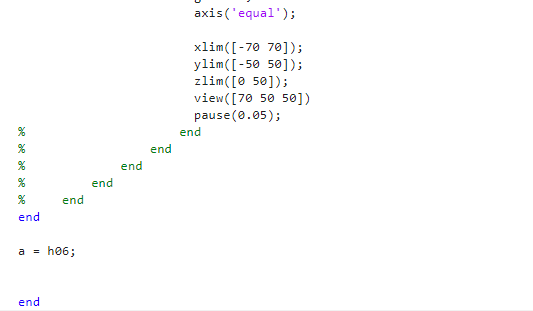 axis('equal');
xlim([-70 70]);
ylim([-50 50]);
zlim([0 50]);
view([70 50 50])
pause(0.05);
% end
% end
% end
% end
% end
end
a = h06;
end